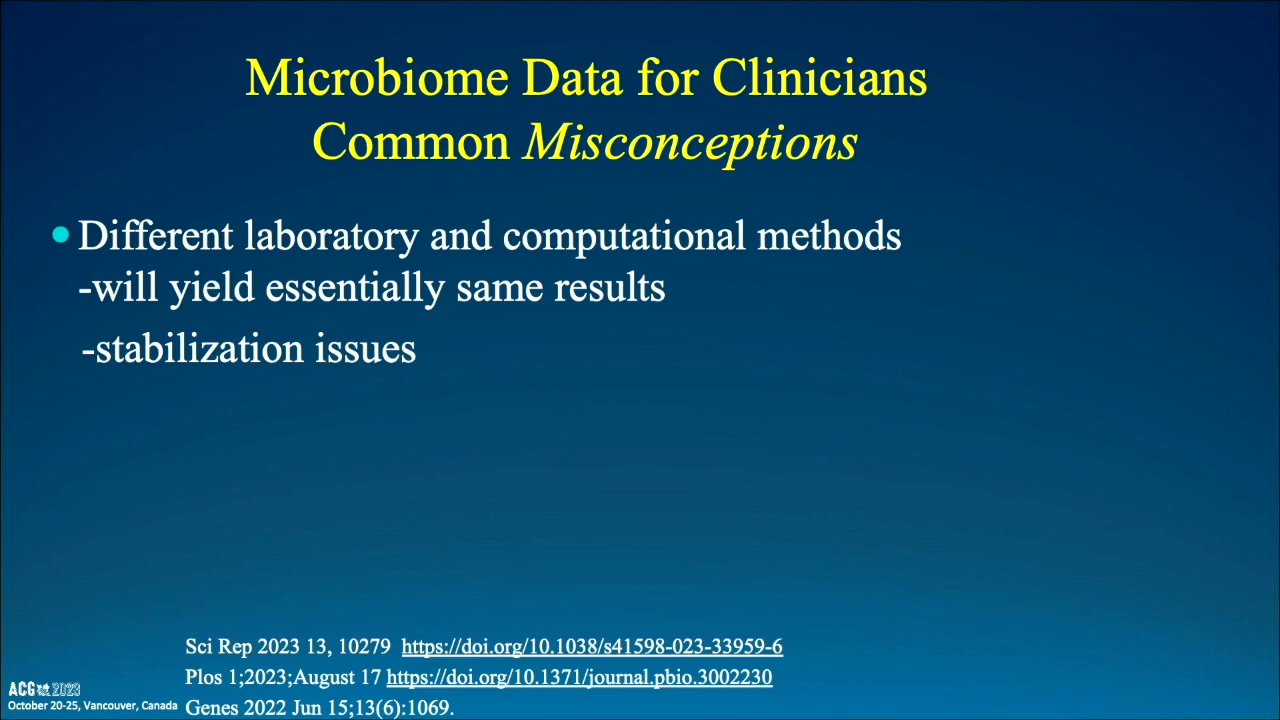 Microbiome Data for Clinicians
Common Misconceptions
• Different laboratory and computational methods
-will yield essentially same results
-stabilization issues
Sci Rep 2023 13, 10279 https://doi.org/10.1038/s41598-023-33959-6
Plos 1;2023;August 17 https://doi.org/10.1371/journal.pbio.3002230
ACG 2023
October 20-25, Vancouver, Canada
Genes 2022 Jun 15;13(6):1069.